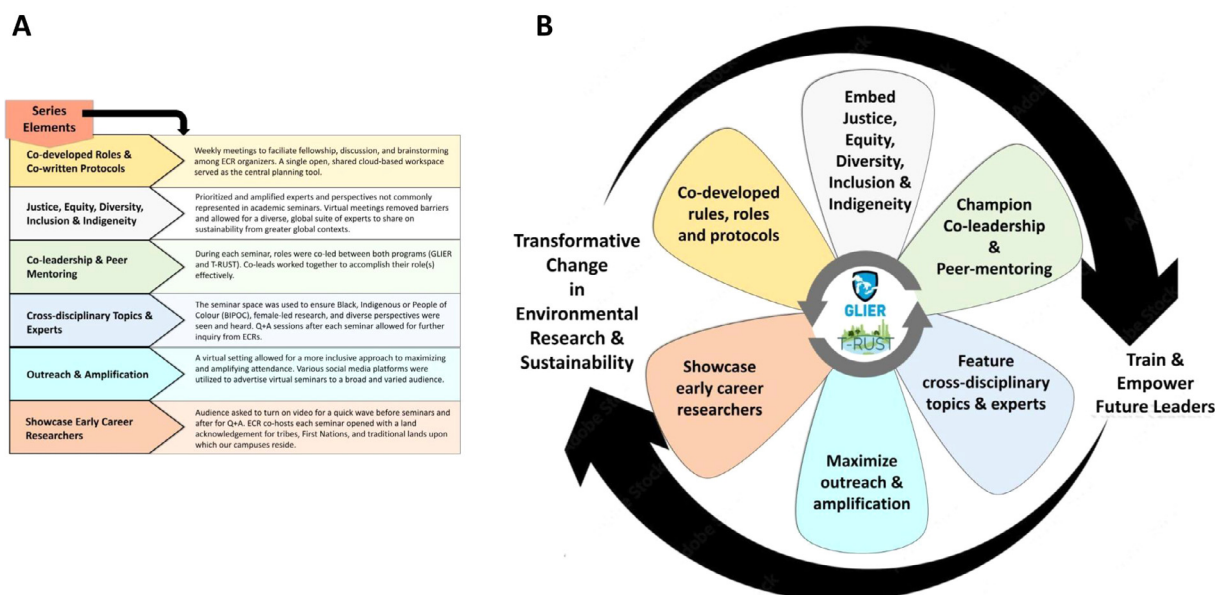 A
Series
Elements
Co-developed Roles &
Co-written Protocols
Weekly meetings to faciliate fellowship, discussion, and brainstorming
among ECR organizers. A single open, shared cloud-based workspace
served as the central planning tool.
Justice, Equity, Diversity,
Inclusion & Indigeneity
Prioritized and amplified experts and perspectives not commonly
represented in academic seminars. Virtual meetings removed barriers
and allowed for a diverse, global suite of experts to share on
sustainability from greater global contexts.
Co-leadership & Peer
Mentoring
During each seminar, roles were co-led between both programs (GLIER
and T-RUST). Co-leads worked together to accomplish their role(s)
effectively.
Cross-disciplinary Topics &
Experts
The seminar space was used to ensure Black, Indigenous or People of
Colour (BIPOC), female-led research, and diverse perspectives were
seen and heard. Q+A sessions after each seminar allowed for further
inquiry from ECRs.
Outreach & Amplification
A virtual setting allowed for a more inclusive approach to maximizing
and amplifying attendance. Various social media platforms were
utilized to advertise virtual seminars to a broad and varied audience.
Showcase Early Career
Researchers
Audience asked to turn on video for a quick wave before seminars and
after for Q+A. ECR co-hosts each seminar opened with a land
acknowledgement for tribes, First Nations, and traditional lands upon
which our campuses reside.
B
Embed
Justice,
Equity,
Diversity,
Inclusion &
Indigeneity
Co-developed
rules, roles
and protocols
Champion
Co-leadership
&
Peer-mentoring
Transformative
Change
in
Environmental
Research &
Sustainability
GLIER
T-RUST
Showcase
early career
researchers
Feature
cross-disciplinary
topics & experts
Maximize
outreach &
amplification
Train &
Empower
Future Leaders
Adobe Stock